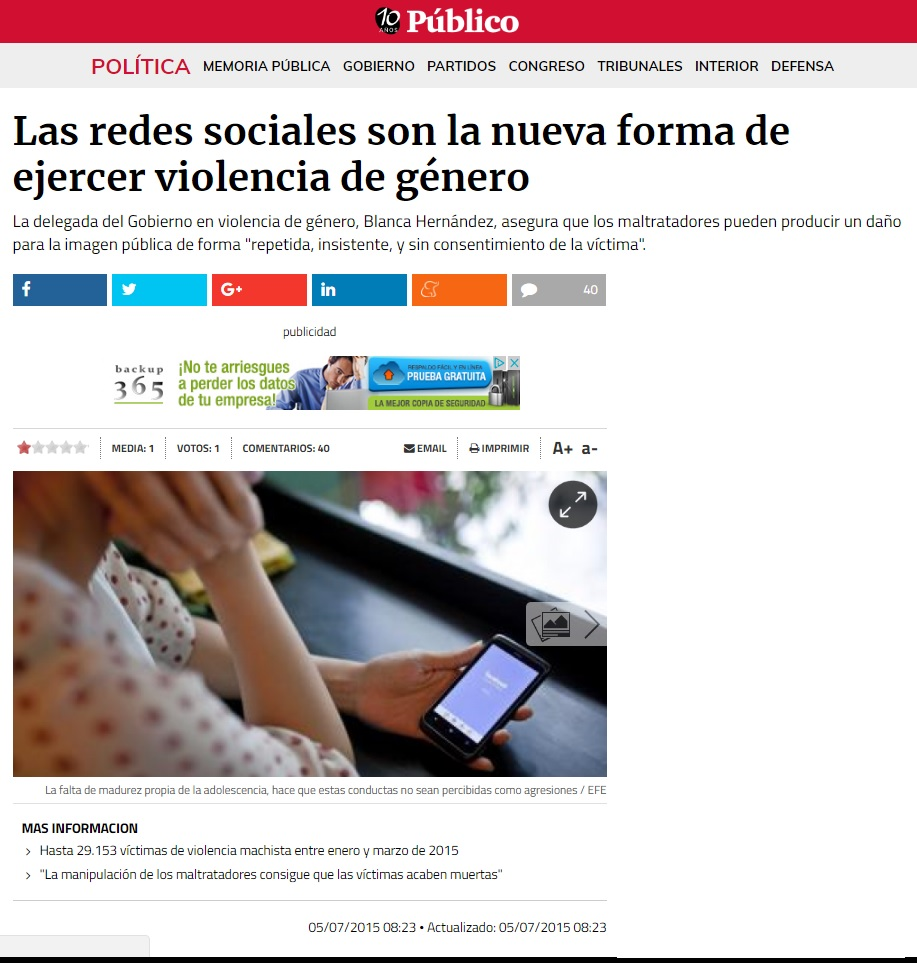 10 AÑOS Público
POLÍTICA MEMORIA PÚBLICA GOBIERNO PARTIDOS CONGRESO TRIBUNALES INTERIOR DEFENSA
Las redes sociales son la nueva forma de
ejercer violencia de género
La delegada del Gobierno en violencia de género, Blanca Hernández, asegura que los maltratadores pueden producir un daño
para la imagen pública de forma "repetida, insistente, y sin consentimiento de la víctima".
f G+ in 40
publicidad
backup
365
¡No te arriesgues
a perder los datos
de tu empresa!
RESPALDO FÁCIL Y EN LÍNEA
PRUEBA GRATUITA
LA MEJOR COPIA DE SEGURIDAD
MEDIA: 1 VOTOS: 1 COMENTARIOS: 40 EMAIL IMPRIMIR A+ a-
facebook
La falta de madurez propia de la adolescencia, hace que estas conductas no sean percibidas como agresiones / EFE
MAS INFORMACION
> Hasta 29.153 víctimas de violencia machista entre enero y marzo de 2015
> "La manipulación de los maltratadores consigue que las víctimas acaben muertas"
05/07/2015 08:23 • Actualizado: 05/07/2015 08:23